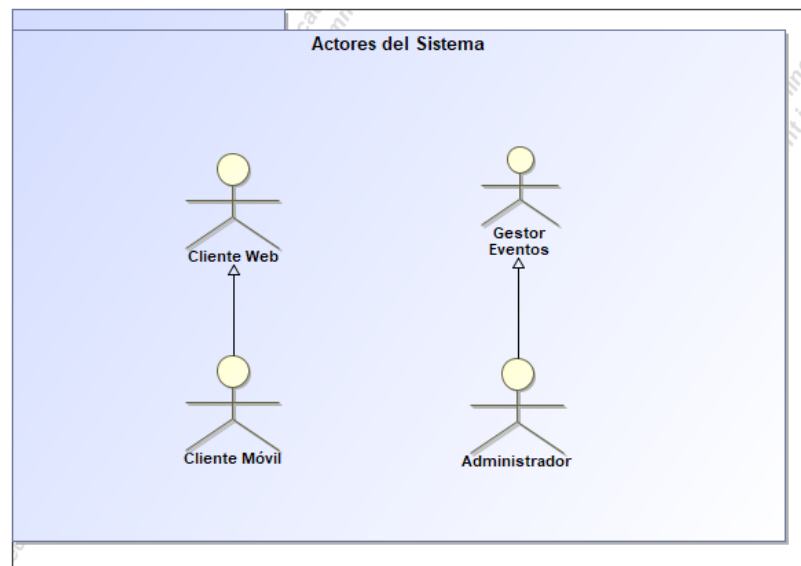 Actores del Sistema
Cliente Web
Gestor
Eventos
Cliente Móvil
Administrador